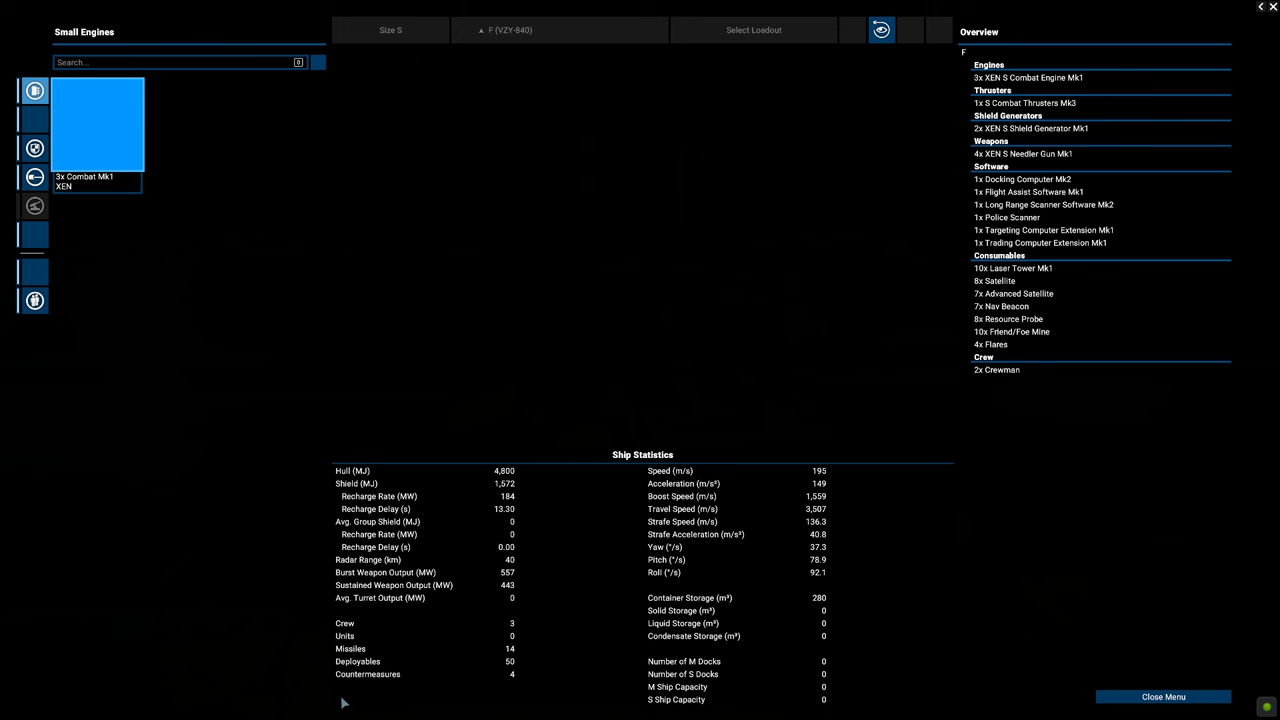 Small Engines
Size S
▲ F (VZY-840)
Select Loadout
Overview
Search...
0
3x Combat Mk1
XEN
F
Engines
3x XEN S Combat Engine Mk1
Thrusters
1x S Combat Thrusters Mk3
Shield Generators
2x XEN S Shield Generator Mk1
Weapons
4x XEN S Needler Gun Mk1
Software
1x Docking Computer Mk2
1x Flight Assist Software Mk1
1x Long Range Scanner Software Mk2
1x Police Scanner
1x Targeting Computer Extension Mk1
1x Trading Computer Extension Mk1
Consumables
10x Laser Tower Mk1
8x Satellite
7x Advanced Satellite
7x Nav Beacon
8x Resource Probe
10x Friend/Foe Mine
4x Flares
Crew
2x Crewman
Ship Statistics
Hull (MJ) 4,800
Shield (MJ) 1,572
Recharge Rate (MW) 184
Recharge Delay (s) 13.30
Avg. Group Shield (MJ) 0
Recharge Rate (MW) 0
Recharge Delay (s) 0.00
Radar Range (km) 40
Burst Weapon Output (MW) 557
Sustained Weapon Output (MW) 443
Avg. Turret Output (MW) 0
Crew 3
Units 0
Missiles 14
Deployables 50
Countermeasures 4
Speed (m/s) 195
Acceleration (m/s²) 149
Boost Speed (m/s) 1,559
Travel Speed (m/s) 3,507
Strafe Speed (m/s) 136.3
Strafe Acceleration (m/s²) 40.8
Yaw (°/s) 37.3
Pitch (°/s) 78.9
Roll (°/s) 92.1
Container Storage (m³) 280
Solid Storage (m³) 0
Liquid Storage (m³) 0
Condensate Storage (m³) 0
Number of M Docks 0
Number of S Docks 0
M Ship Capacity 0
S Ship Capacity 0
Close Menu